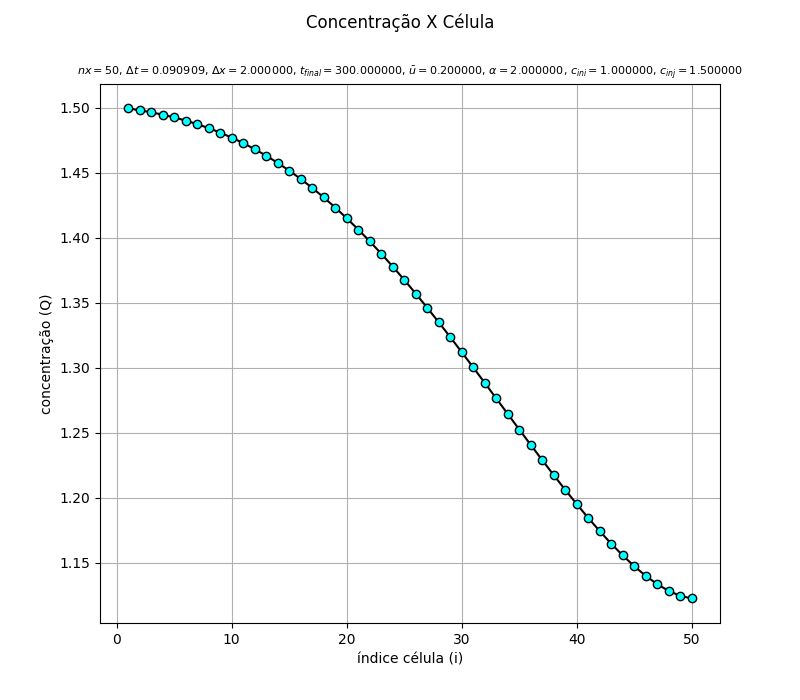 Concentração X Célula
nx = 50, Δt = 0.090909, Δx = 2.000000, t_final = 300.000000, ū = 0.200000, α = 2.000000, c_ini = 1.000000, c_inj = 1.500000
1.50
1.45
1.40
1.35
1.30
1.25
1.20
1.15
concentração (Q)
0 10 20 30 40 50
índice célula (i)